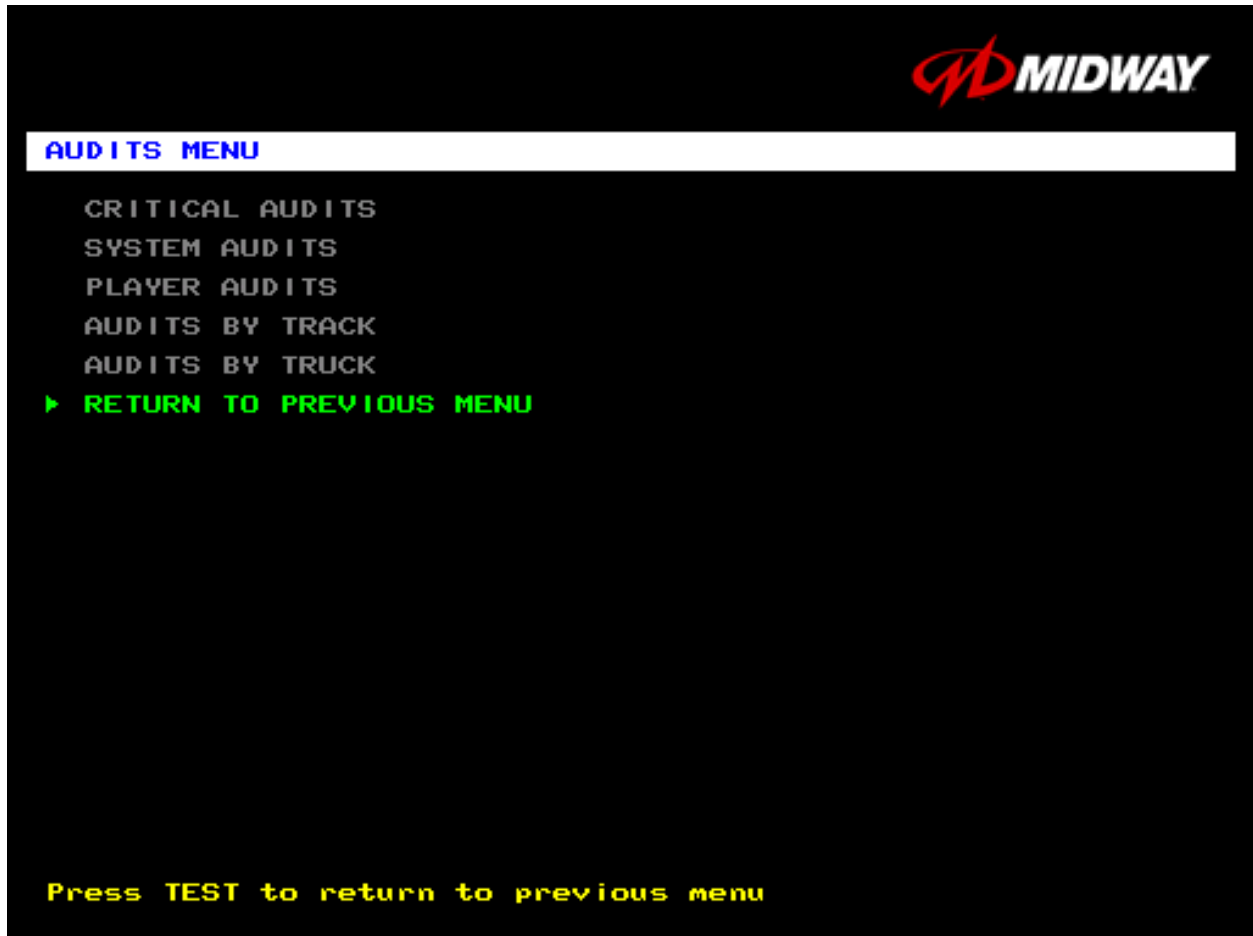 MIDWAY
AUDITS MENU
CRITICAL AUDITS
SYSTEM AUDITS
PLAYER AUDITS
AUDITS BY TRACK
AUDITS BY TRUCK
RETURN TO PREVIOUS MENU
Press TEST to return to previous menu